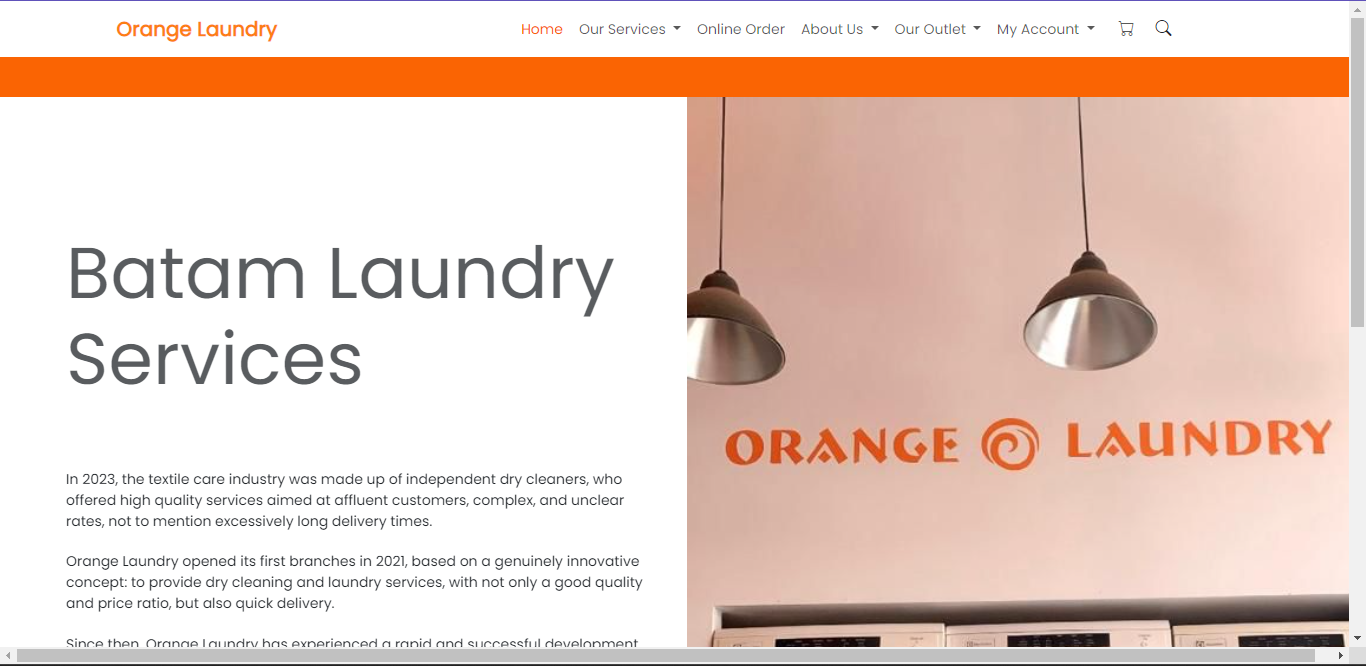 Orange Laundry
Home Our Services Online Order About Us Our Outlet My Account
Batam Laundry
Services
In 2023, the textile care industry was made up of independent dry cleaners, who
offered high quality services aimed at affluent customers, complex, and unclear
rates, not to mention excessively long delivery times.
Orange Laundry opened its first branches in 2021, based on a genuinely innovative
concept: to provide dry cleaning and laundry services, with not only a good quality
and price ratio, but also quick delivery.
Since then, Orange Laundry has experienced a rapid and successful development
ORANGE LAUNDRY